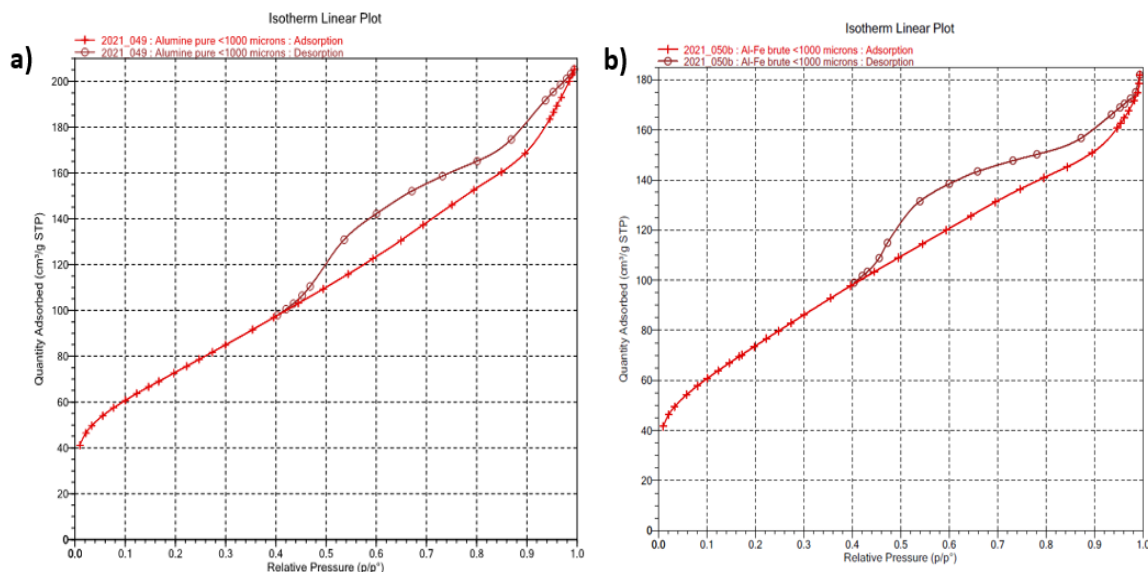 a)
Isotherm Linear Plot
2021_049 : Alumine pure <1000 microns : Adsorption
2021_049 : Alumine pure <1000 microns : Desorption
Quantity Adsorbed (cm³/g STP)
200
180
160
140
120
100
80
60
40
20
0
0.0 0.1 0.2 0.3 0.4 0.5 0.6 0.7 0.8 0.9 1.0
Relative Pressure (p/p°)
b)
Isotherm Linear Plot
2021_050b : Al-Fe brute <1000 microns : Adsorption
2021_050b : Al-Fe brute <1000 microns : Desorption
Quantity Adsorbed (cm³/g STP)
180
160
140
120
100
80
60
40
20
0
0.0 0.1 0.2 0.3 0.4 0.5 0.6 0.7 0.8 0.9 1.0
Relative Pressure (p/p°)